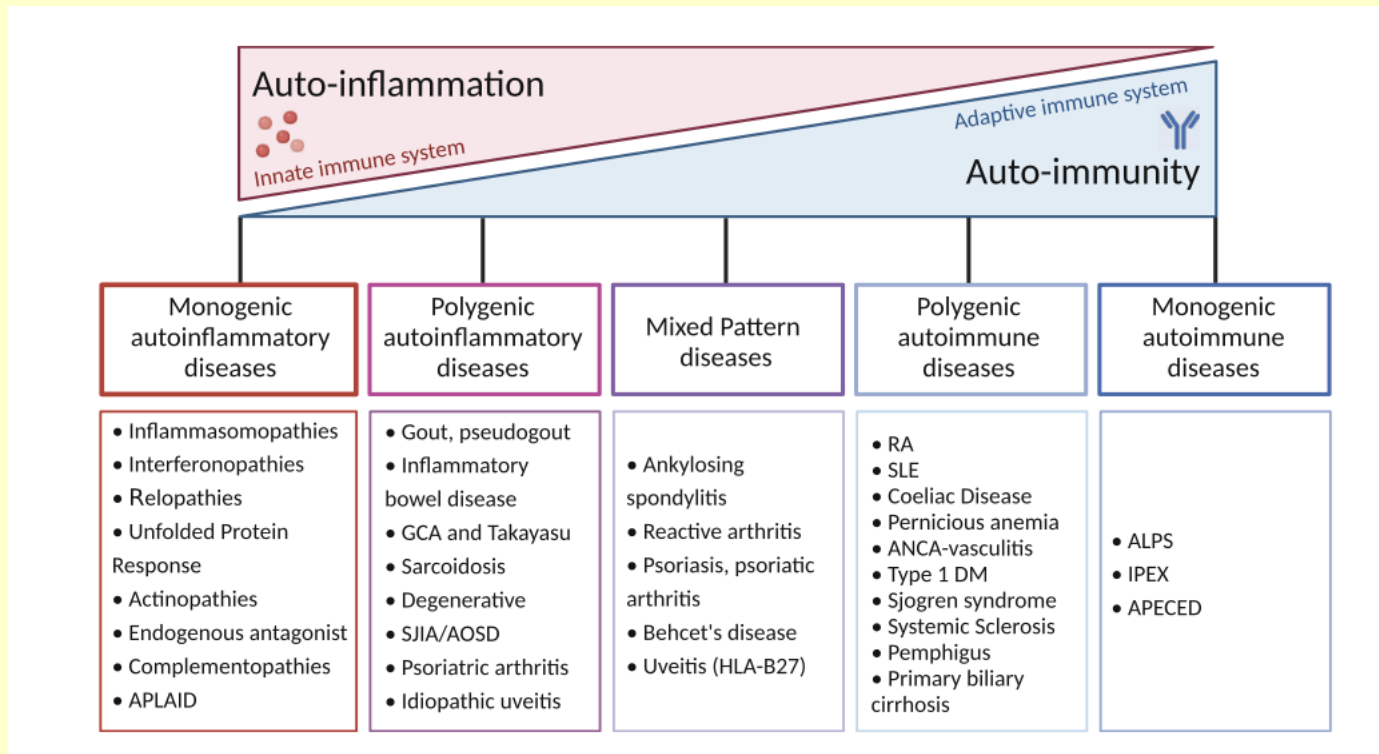 Auto-inflammation
Innate immune system
Adaptive immune system
Auto-immunity
Monogenic
autoinflammatory
diseases
Polygenic
autoinflammatory
diseases
Mixed Pattern
diseases
Polygenic
autoimmune
diseases
Monogenic
autoimmune
diseases
• Inflammasomopathies
• Interferonopathies
• Relopathies
• Unfolded Protein
Response
• Actinopathies
• Endogenous antagonist
• Complementopathies
• APLAID
• Gout, pseudogout
• Inflammatory
bowel disease
• GCA and Takayasu
• Sarcoidosis
• Degenerative
• SJIA/AOSD
• Psoriatric arthritis
• Idiopathic uveitis
• Ankylosing
spondylitis
• Reactive arthritis
• Psoriasis, psoriatic
arthritis
• Behcet's disease
• Uveitis (HLA-B27)
• RA
• SLE
• Coeliac Disease
• Pernicious anemia
• ANCA-vasculitis
• Type 1 DM
• Sjogren syndrome
• Systemic Sclerosis
• Pemphigus
• Primary biliary
cirrhosis
• ALPS
• IPEX
• APECED